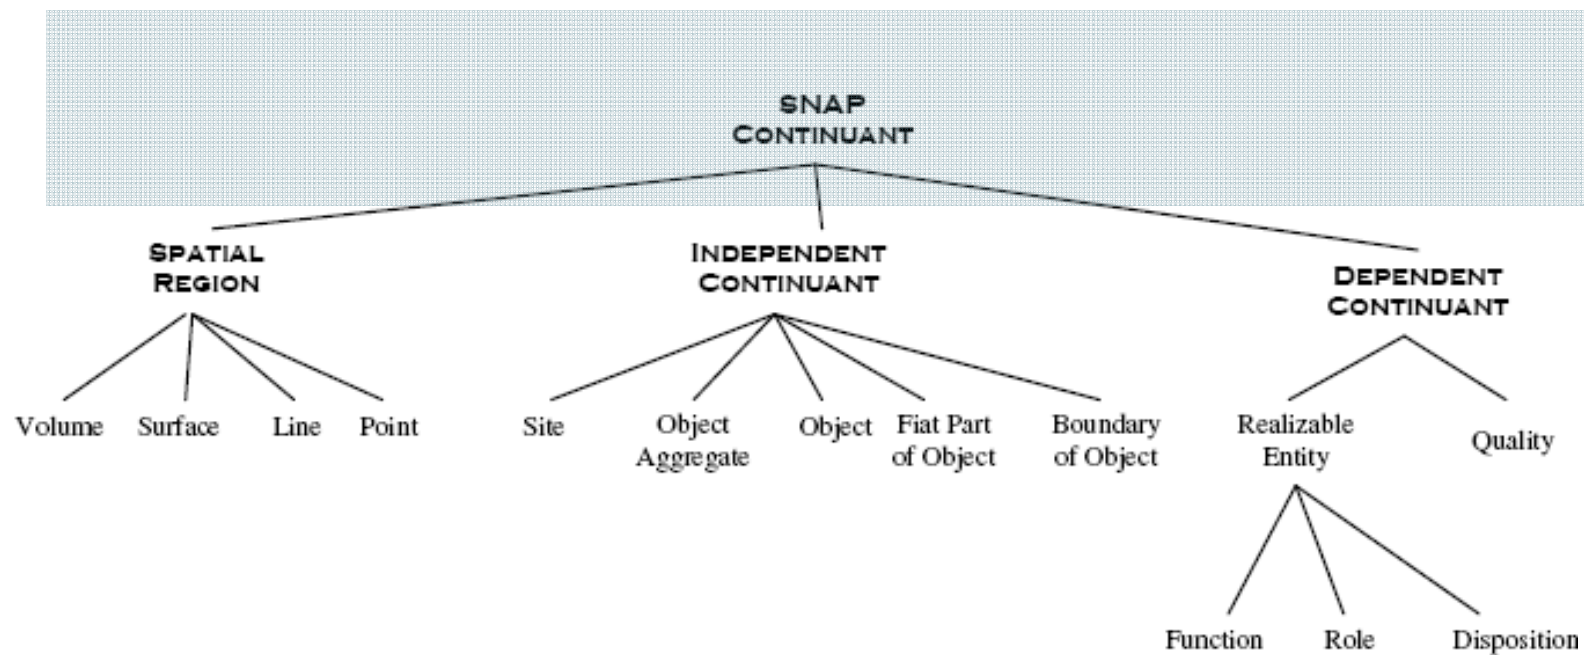 SNAP
CONTINUANT
SPATIAL
REGION
INDEPENDENT
CONTINUANT
DEPENDENT
CONTINUANT
Volume
Surface
Line
Point
Site
Object
Aggregate
Object
Fiat Part
of Object
Boundary
of Object
Realizable
Entity
Quality
Function
Role
Disposition